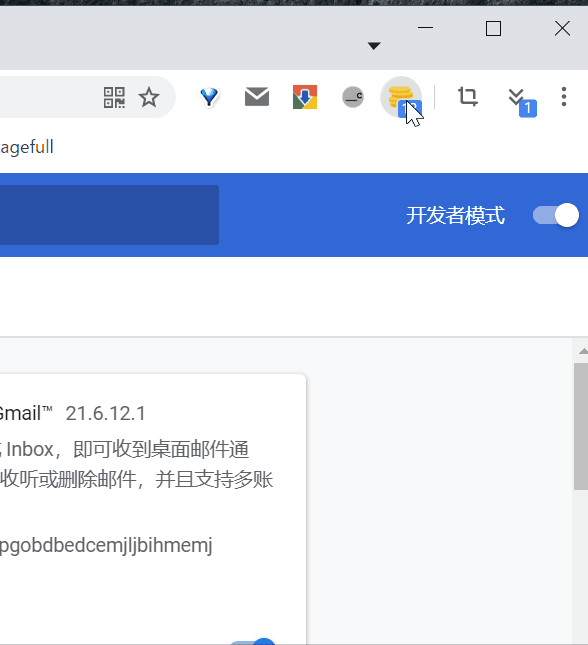 1
agefull
开发者模式
Gmail™ 21.6.12.1
Inbox，即可收到桌面邮件通
收听或删除邮件，并且支持多账
pgobdbedcemjljbihmemj